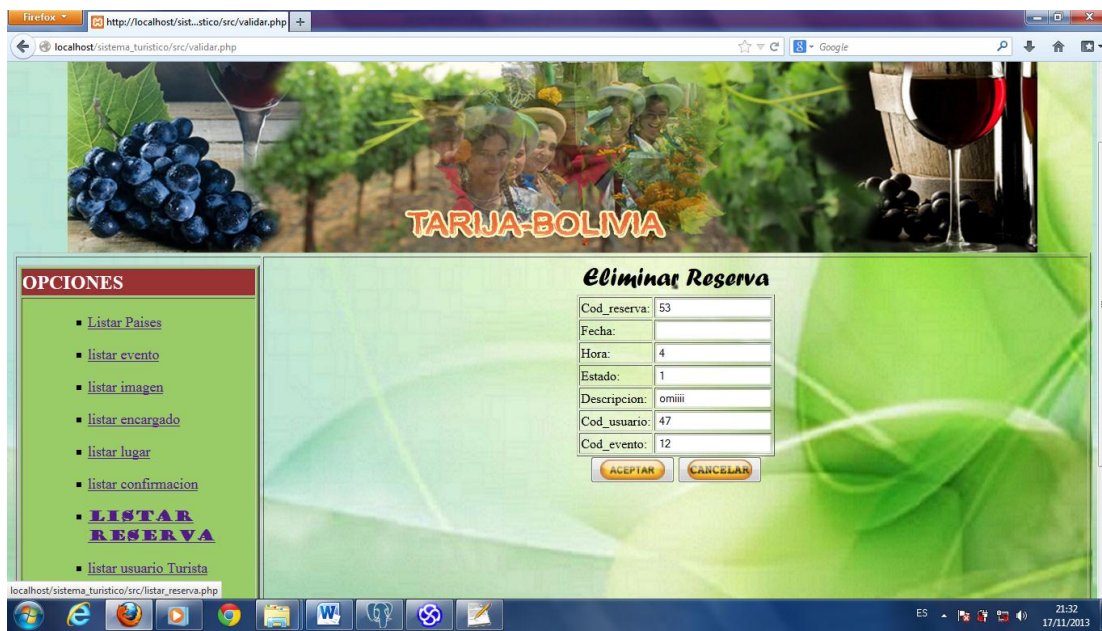 Firefox
http://localhost/sist...stico/src/validar.php
localhost/sistema_turistico/src/validar.php
Google
TARIJA-BOLIVIA
OPCIONES
Listar Paises
listar evento
listar imagen
listar encargado
listar lugar
listar confirmacion
LISTAR
RESERVA
listar usuario Turista
Eliminar Reserva
Cod_reserva: 53
Fecha:
Hora: 4
Estado: 1
Descripcion: omiiii
Cod_usuario: 47
Cod_evento: 12
ACEPTAR CANCELAR
localhost/sistema_turistico/src/listar_reserva.php
ES
21:32
17/11/2013